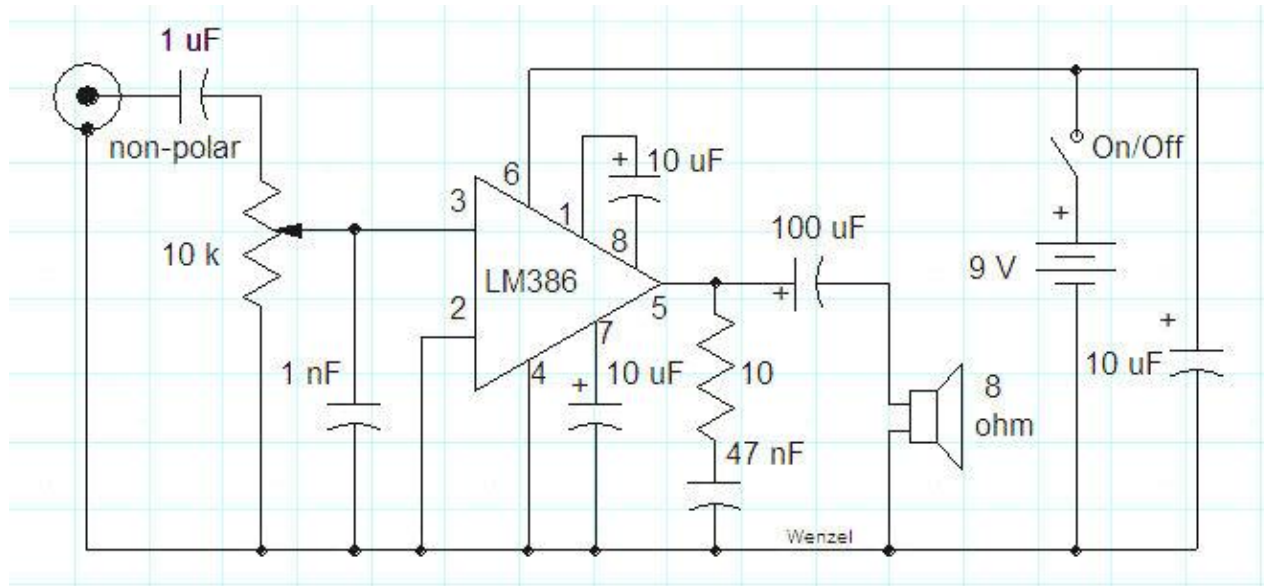 1 uF
non-polar
10 k
1 nF
3
2
6
1
8
+
10 uF
LM386
5
7
4
+
10 uF
100 uF
+
10
47 nF
8
ohm
On/Off
+
9 V
+
10 uF
Wenzel